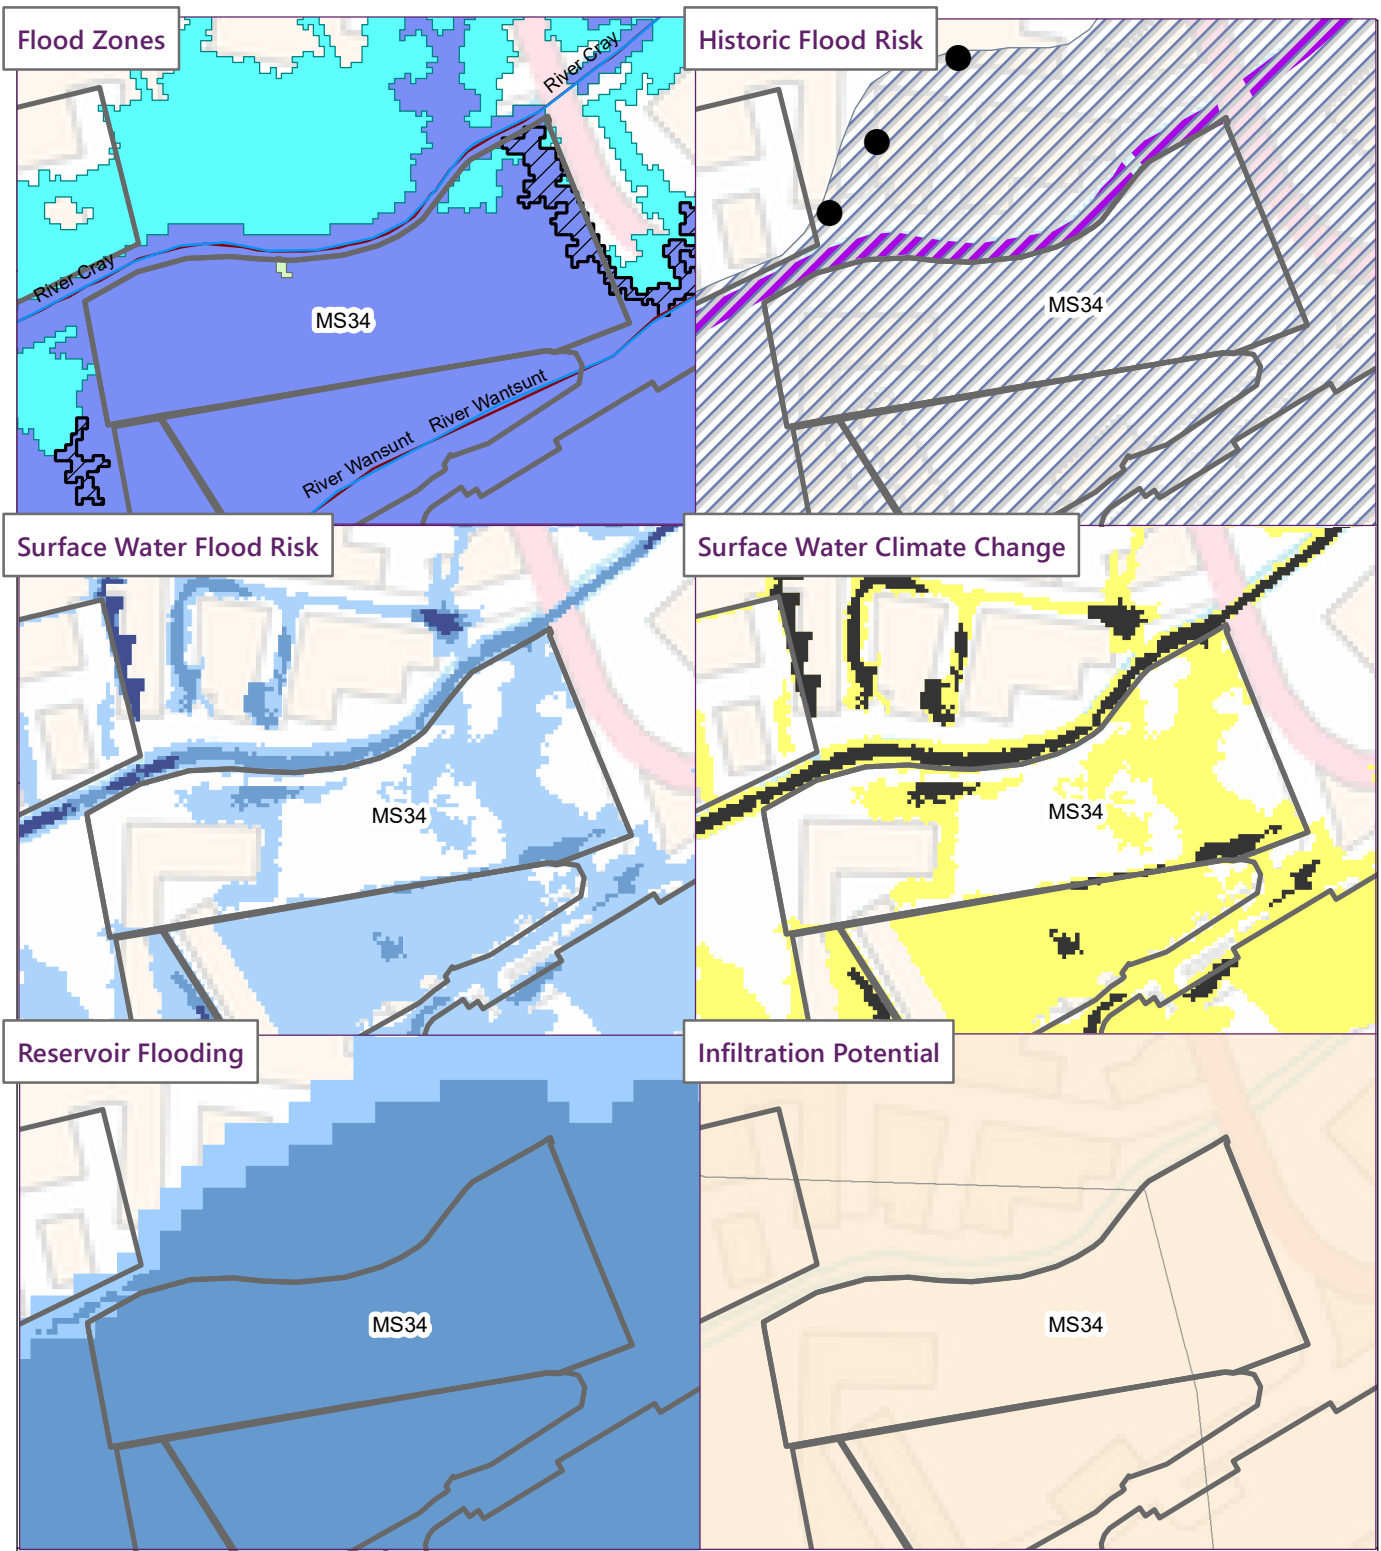 Flood Zones
Historic Flood Risk
River Cray
River Cray
MS34
MS34
River Wantsunt
River Wansunt
Surface Water Flood Risk
Surface Water Climate Change
MS34
MS34
Reservoir Flooding
Infiltration Potential
MS34
MS34